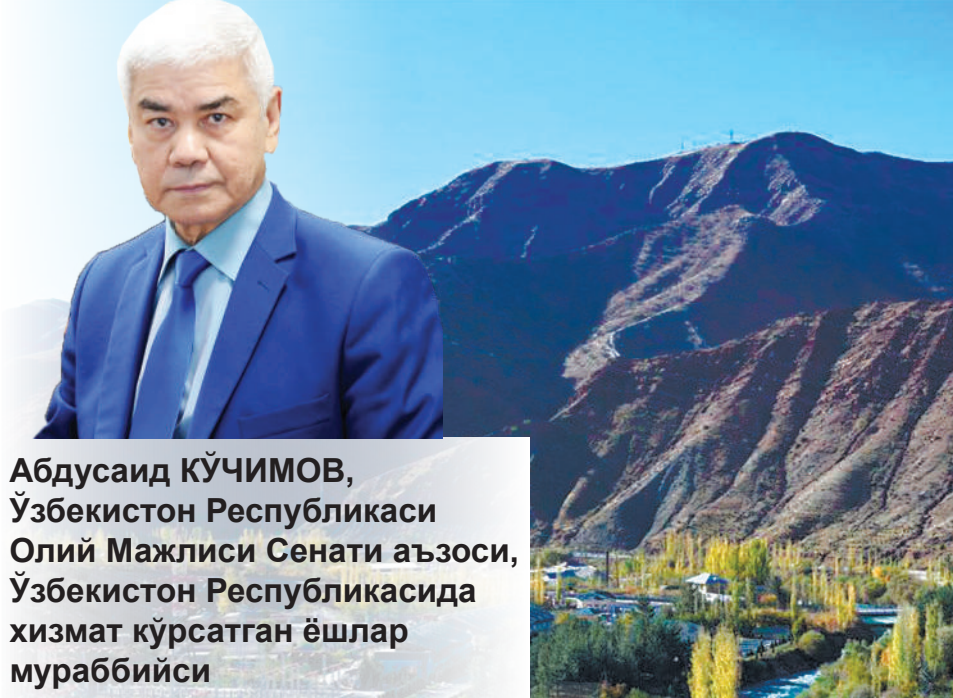 Абдусаид КЎЧИМОВ,
Ўзбекистон Республикаси
Олий Мажлиси Сенати аъзоси,
Ўзбекистон Республикасида
хизмат кўрсатган ёшлар
мураббийси